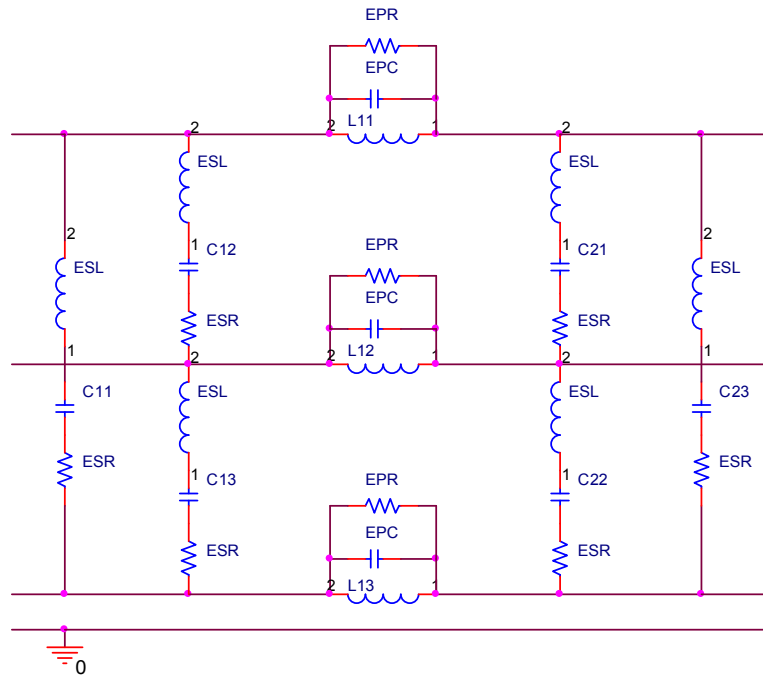 EPR
EPC
2 L11 1
2 2
ESL ESL
2 1 C12 EPR 1 C21 2
ESL EPC ESL
ESR ESR
1 2 2 L12 1 2 1
C11 ESL ESL C23
ESR 1 C13 EPR 1 C22 ESR
ESR EPC ESR
2 L13 1
0